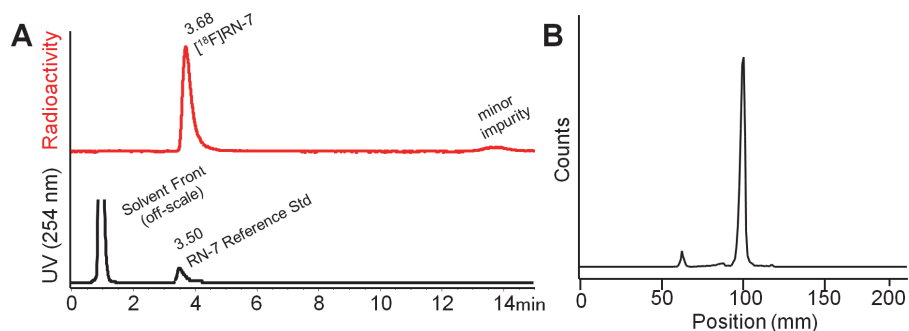 A
Radioactivity
3.68
[¹⁸F]RN-7
minor
impurity
UV (254 nm)
Solvent Front
(off-scale)
3.50
RN-7 Reference Std
0 2 4 6 8 10 12 14min
B
Counts
0 50 100 150 200
Position (mm)